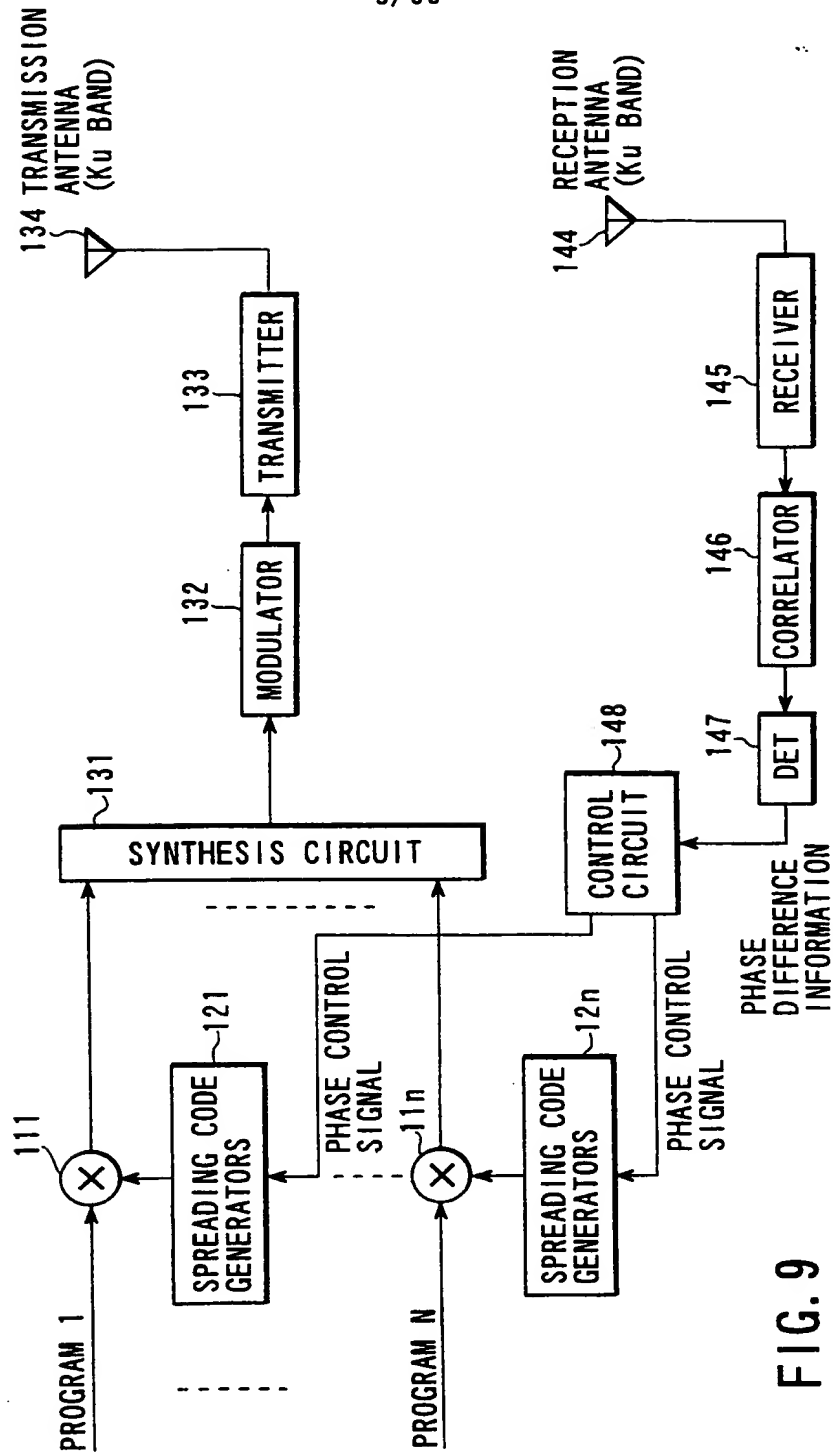 134 TRANSMISSION
ANTENNA
(Ku BAND)
133
TRANSMITTER
132
MODULATOR
131
SYNTHESIS CIRCUIT
111
PROGRAM 1
121
SPREADING CODE
GENERATORS
PHASE CONTROL
SIGNAL
11n
PROGRAM N
12n
SPREADING CODE
GENERATORS
PHASE CONTROL
SIGNAL
148
CONTROL
CIRCUIT
PHASE
DIFFERENCE
INFORMATION
147
DET
146
CORRELATOR
145
RECEIVER
144
RECEPTION
ANTENNA
(Ku BAND)
FIG. 9